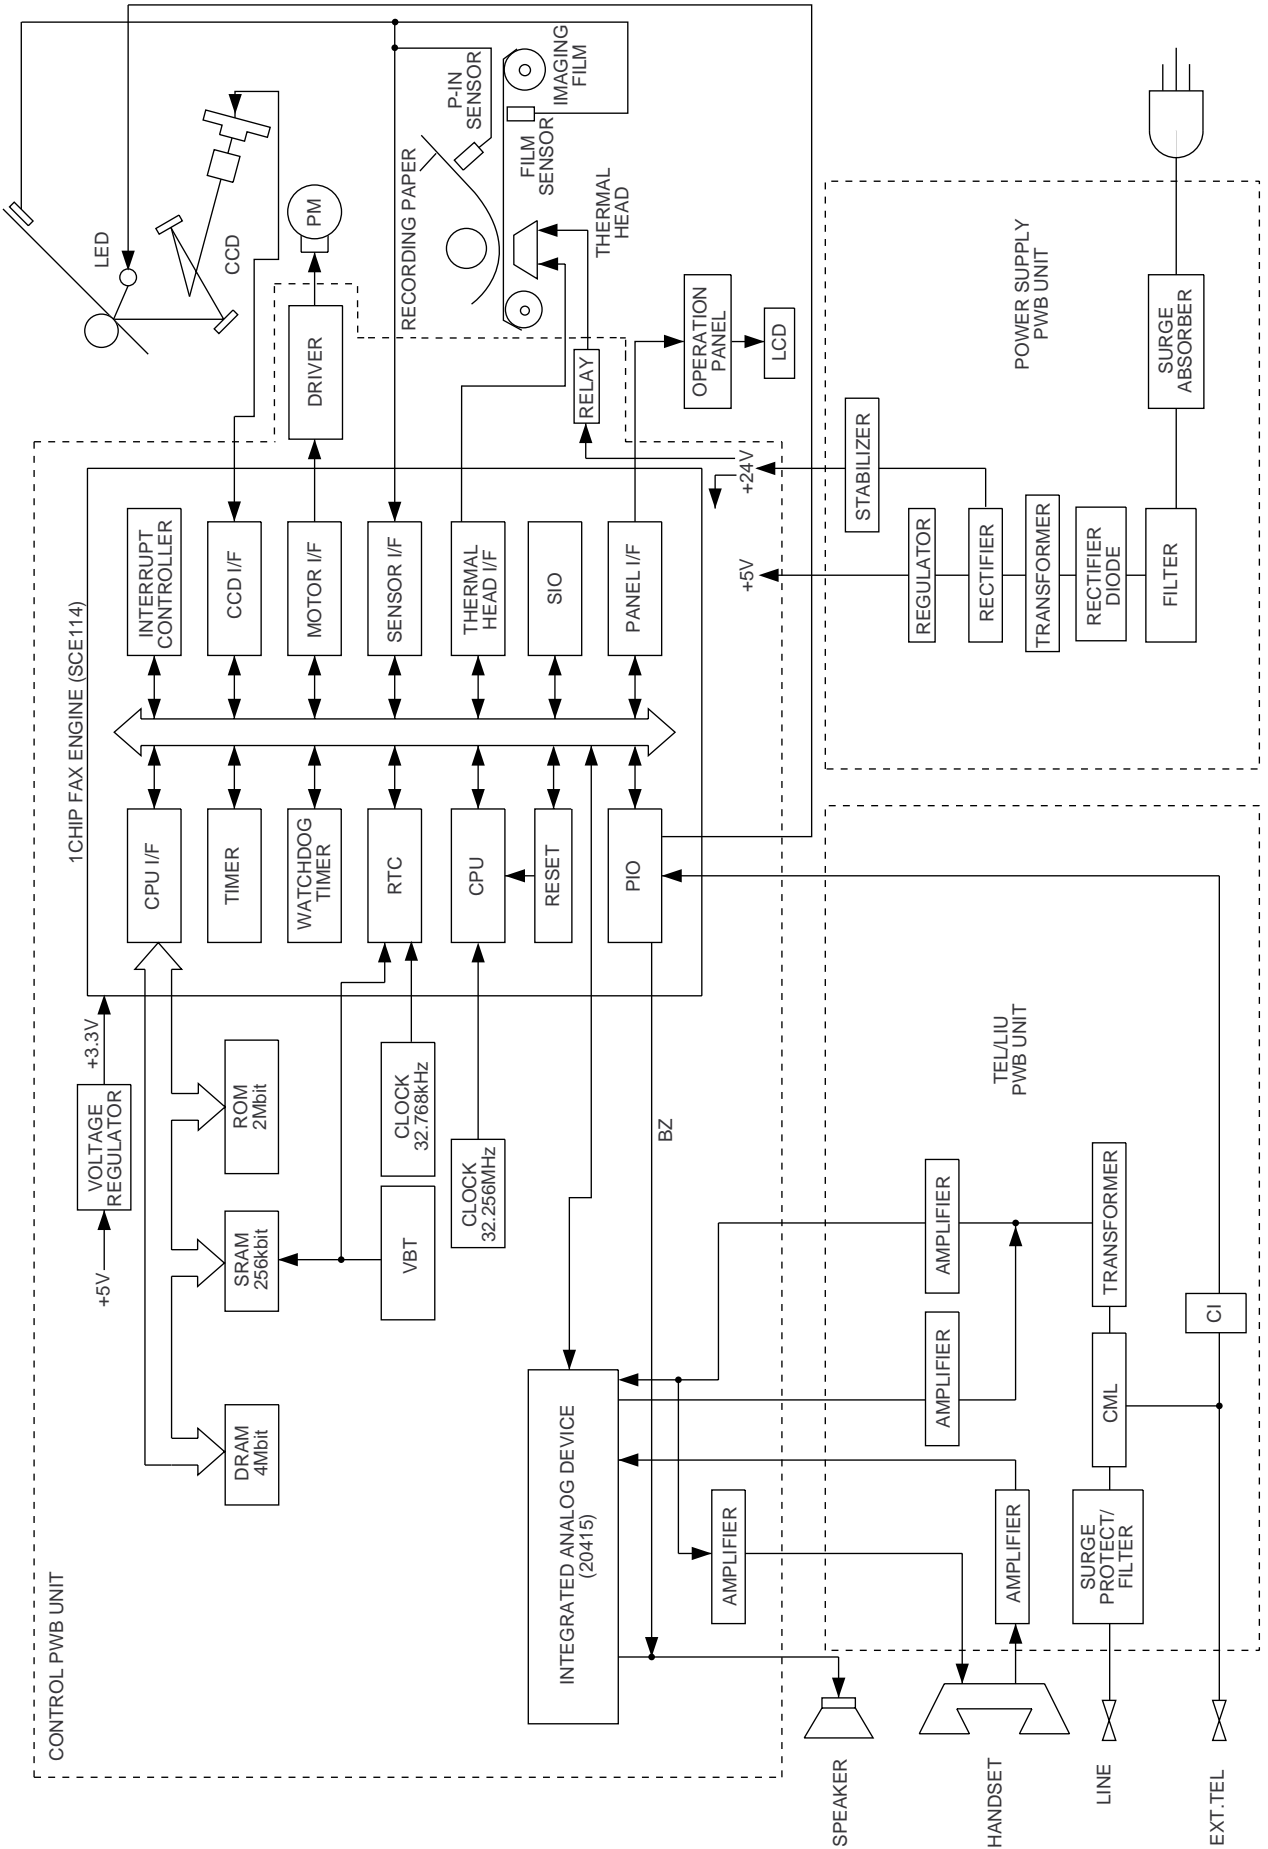 CONTROL PWB UNIT
1CHIP FAX ENGINE (SCE114)
+5V
VOLTAGE
REGULATOR
+3.3V
DRAM
4Mbit
SRAM
256kbit
ROM
2Mbit
VBT
CLOCK
32.768kHz
CLOCK
32.256MHz
CPU I/F
TIMER
WATCHDOG
TIMER
RTC
CPU
RESET
PIO
INTERRUPT
CONTROLLER
CCD I/F
MOTOR I/F
SENSOR I/F
THERMAL
HEAD I/F
SIO
PANEL I/F
DRIVER
PM
LED
CCD
RECORDING PAPER
P-IN
SENSOR
FILM
SENSOR
IMAGING
FILM
THERMAL
HEAD
RELAY
OPERATION
PANEL
LCD
+24V
+5V
BZ
INTEGRATED ANALOG DEVICE
(20415)
AMPLIFIER
SPEAKER
HANDSET
LINE
EXT.TEL
TEL/LIU
PWB UNIT
AMPLIFIER
AMPLIFIER
AMPLIFIER
SURGE
PROTECT/
FILTER
CML
TRANSFORMER
CI
POWER SUPPLY
PWB UNIT
STABILIZER
REGULATOR
RECTIFIER
TRANSFORMER
RECTIFIER
DIODE
FILTER
SURGE
ABSORBER